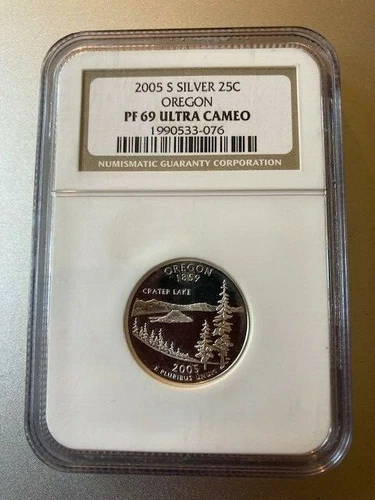 2005 S SILVER 25C
OREGON
PF 69 ULTRA CAMEO
1990533-076
NUMISMATIC GUARANTY CORPORATION
OREGON
1859
CRATER LAKE
2005
E PLURIBUS UNUM